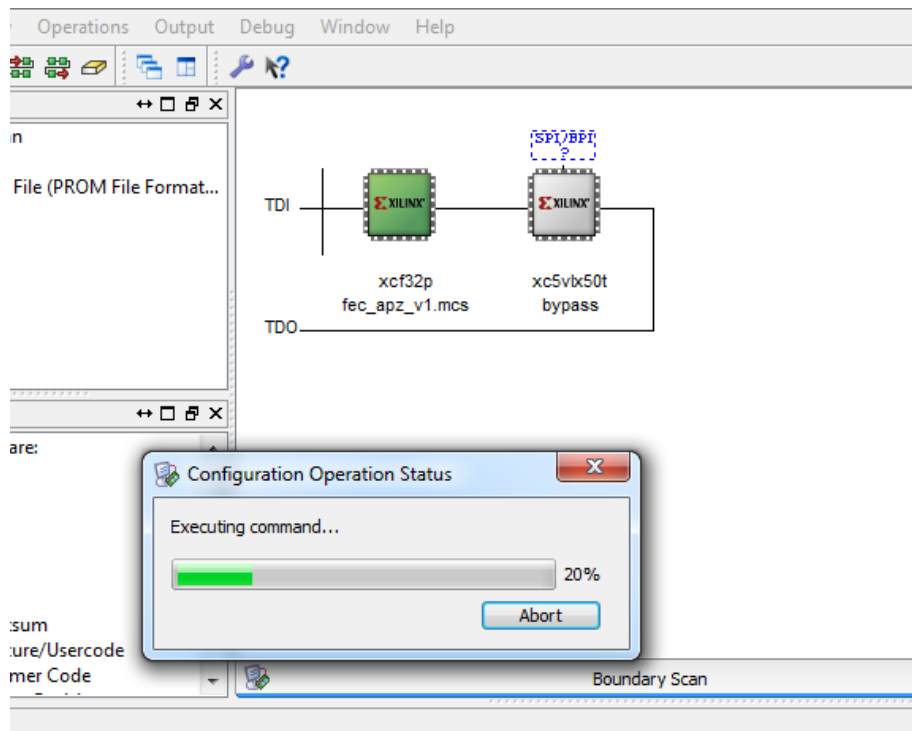 Operations Output Debug Window Help
File (PROM File Format...
SPI/BPI
?
TDI
XILINX
XILINX
xcf32p
fec_apz_v1.mcs
xc5vlx50t
bypass
TDO
are:
Configuration Operation Status
Executing command...
20%
Abort
:sum
ture/Usercode
mer Code
Boundary Scan